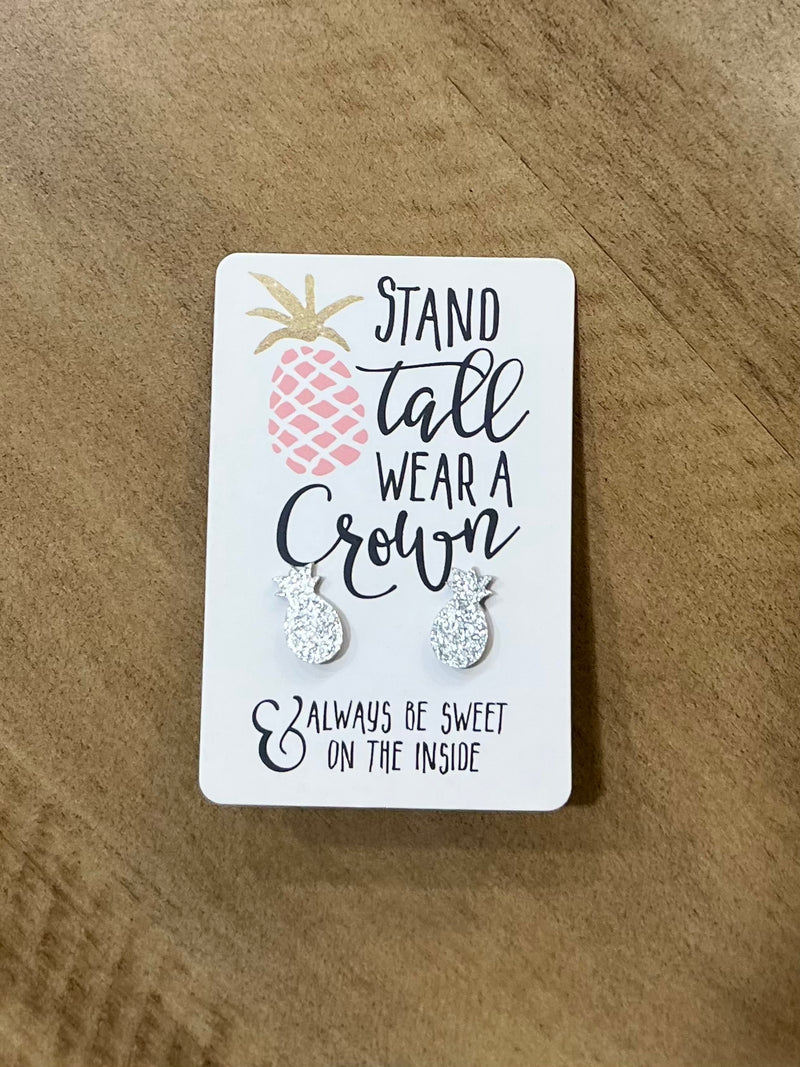 STAND
tall
WEAR A
Crown
& ALWAYS BE SWEET
ON THE INSIDE